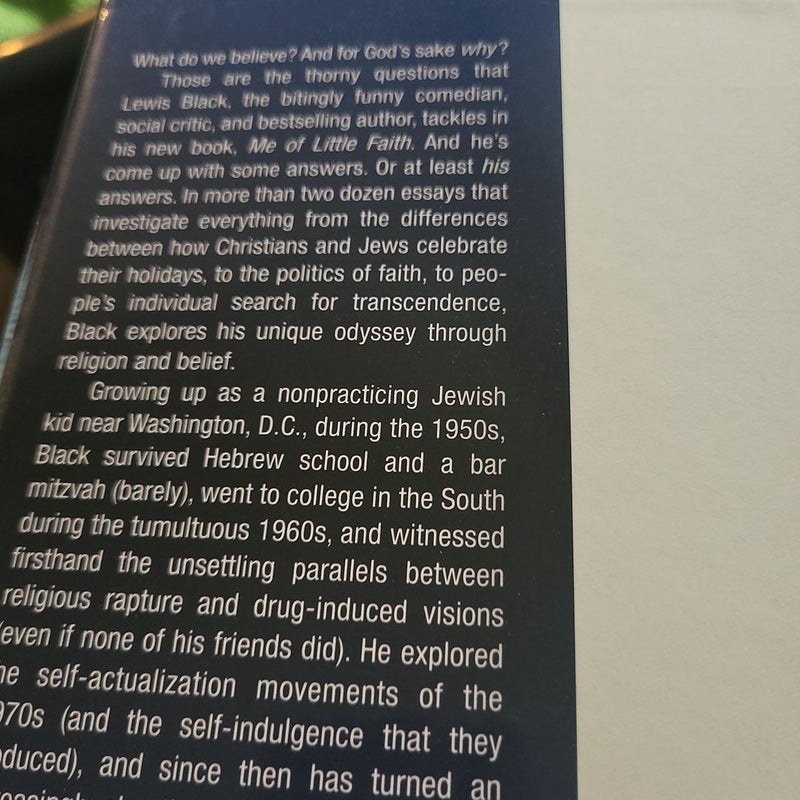 What do we believe? And for God's sake why?
Those are the thorny questions that
Lewis Black, the bitingly funny comedian,
social critic, and bestselling author, tackles in
his new book, Me of Little Faith. And he's
come up with some answers. Or at least his
answers. In more than two dozen essays that
investigate everything from the differences
between how Christians and Jews celebrate
their holidays, to the politics of faith, to peo-
ple's individual search for transcendence,
Black explores his unique odyssey through
religion and belief.
Growing up as a nonpracticing Jewish
kid near Washington, D.C., during the 1950s,
Black survived Hebrew school and a bar
mitzvah (barely), went to college in the South
during the tumultuous 1960s, and witnessed
firsthand the unsettling parallels between
religious rapture and drug-induced visions
(even if none of his friends did). He explored
he self-actualization movements of the
970s (and the self-indulgence that they
oduced), and since then has turned an